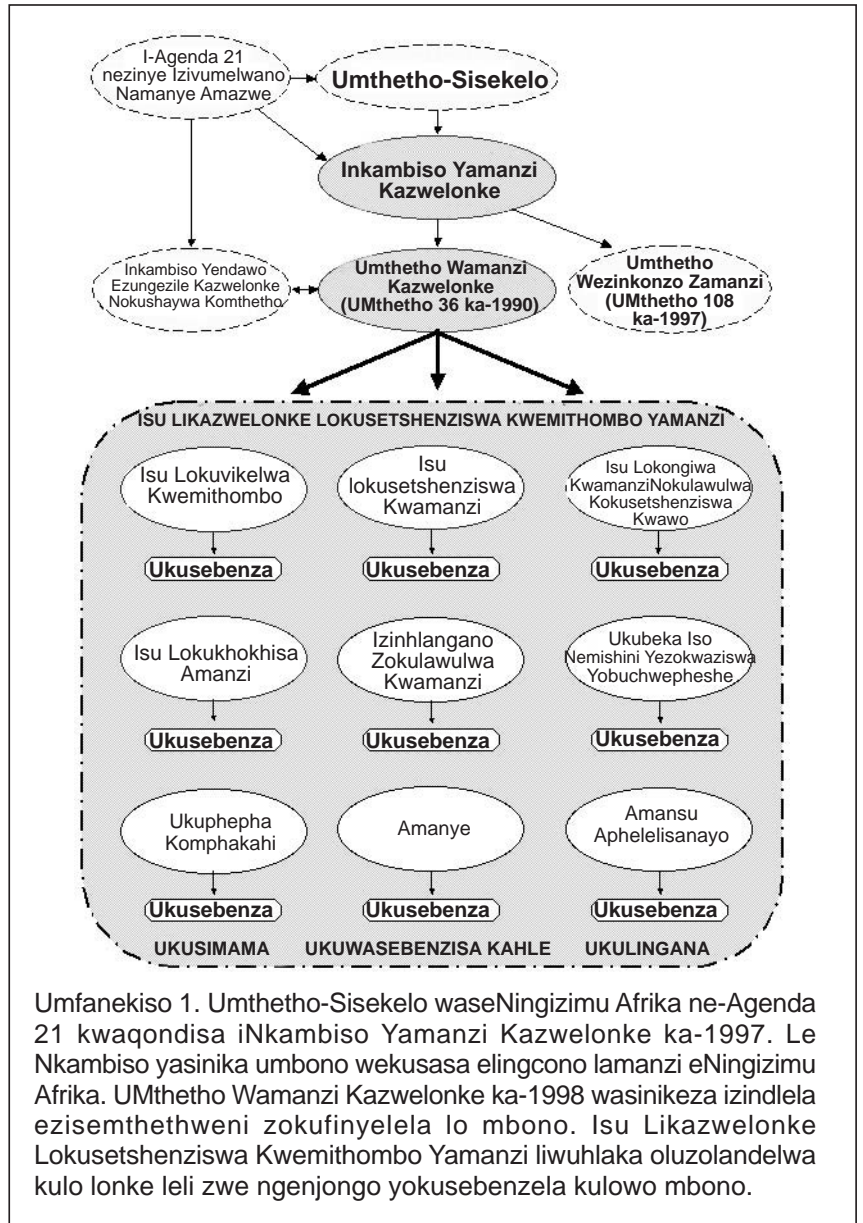 I-Agenda 21
nezinye Izivumelwano
Namanye Amazwe
Umthetho-Sisekelo
Inkambiso Yamanzi
Kazwelonke
Inkambiso Yendawo
Ezungezile Kazwelonke
Nokushaywa Komthetho
Umthetho Wamanzi
Kazwelonke
(UMthetho 36 ka-1990)
Umthetho
Wezinkonzo Zamanzi
(UMthetho 108
ka-1997)
ISU LIKAZWELONKE LOKUSETSHENZISWA KWEMITHOMBO YAMANZI
Isu Lokuvikelwa
Kwemithombo
Isu
lokusetshenziswa
Kwamanzi
Isu Lokongiwa
KwamanziNokulawulwa
Kokusetshenziswa
Kwawo
Ukusebenza
Ukusebenza
Ukusebenza
Isu Lokukhokhisa
Amanzi
Izinhlangano
Zokulawulwa
Kwamanzi
Ukubeka Iso
Nemishini Yezokwaziswa
Yobuchwepheshe
Ukusebenza
Ukusebenza
Ukusebenza
Ukuphepha
Komphakahi
Amanye
Amansu
Aphelelisanayo
Ukusebenza
Ukusebenza
Ukusebenza
UKUSIMAMA UKUWASEBENZISA KAHLE UKULINGANA
Umfanekiso 1. Umthetho-Sisekelo waseNingizimu Afrika ne-Agenda
21 kwaqondisa iNkambiso Yamanzi Kazwelonke ka-1997. Le
Nkambiso yasinika umbono wekusasa elingcono lamanzi eNingizimu
Afrika. UMthetho Wamanzi Kazwelonke ka-1998 wasinikeza izindlela
ezisemthethweni zokufinyelela lo mbono. Isu Likazwelonke
Lokusetshenziswa Kwemithombo Yamanzi liwuhlaka oluzolandelwa
kulo lonke leli zwe ngenjongo yokusebenzela kulowo mbono.